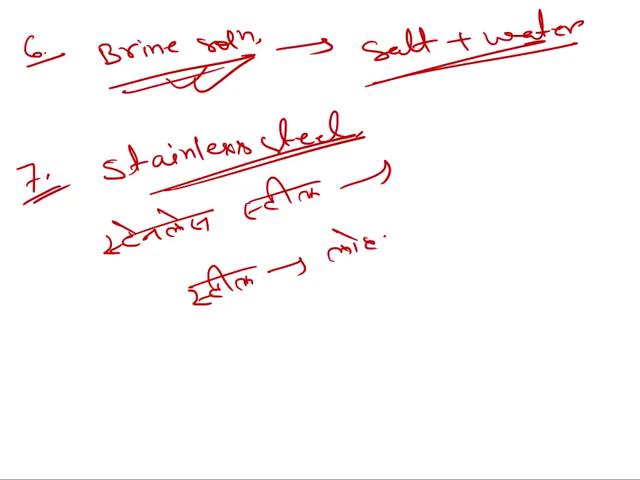 6. Brine soln. → Salt + water
7. Stainless steel
स्टेनलेस स्टील →
स्टील → लोह